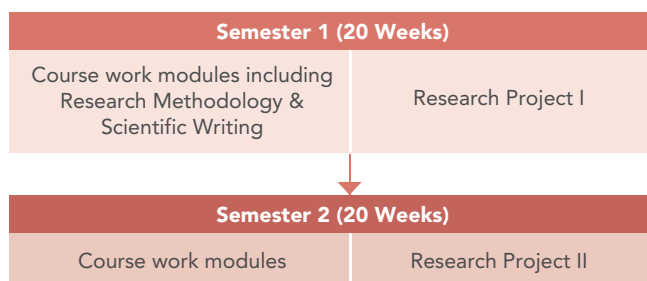 Semester 1 (20 Weeks)
Course work modules including
Research Methodology &
Scientific Writing
Research Project I
Semester 2 (20 Weeks)
Course work modules
Research Project II